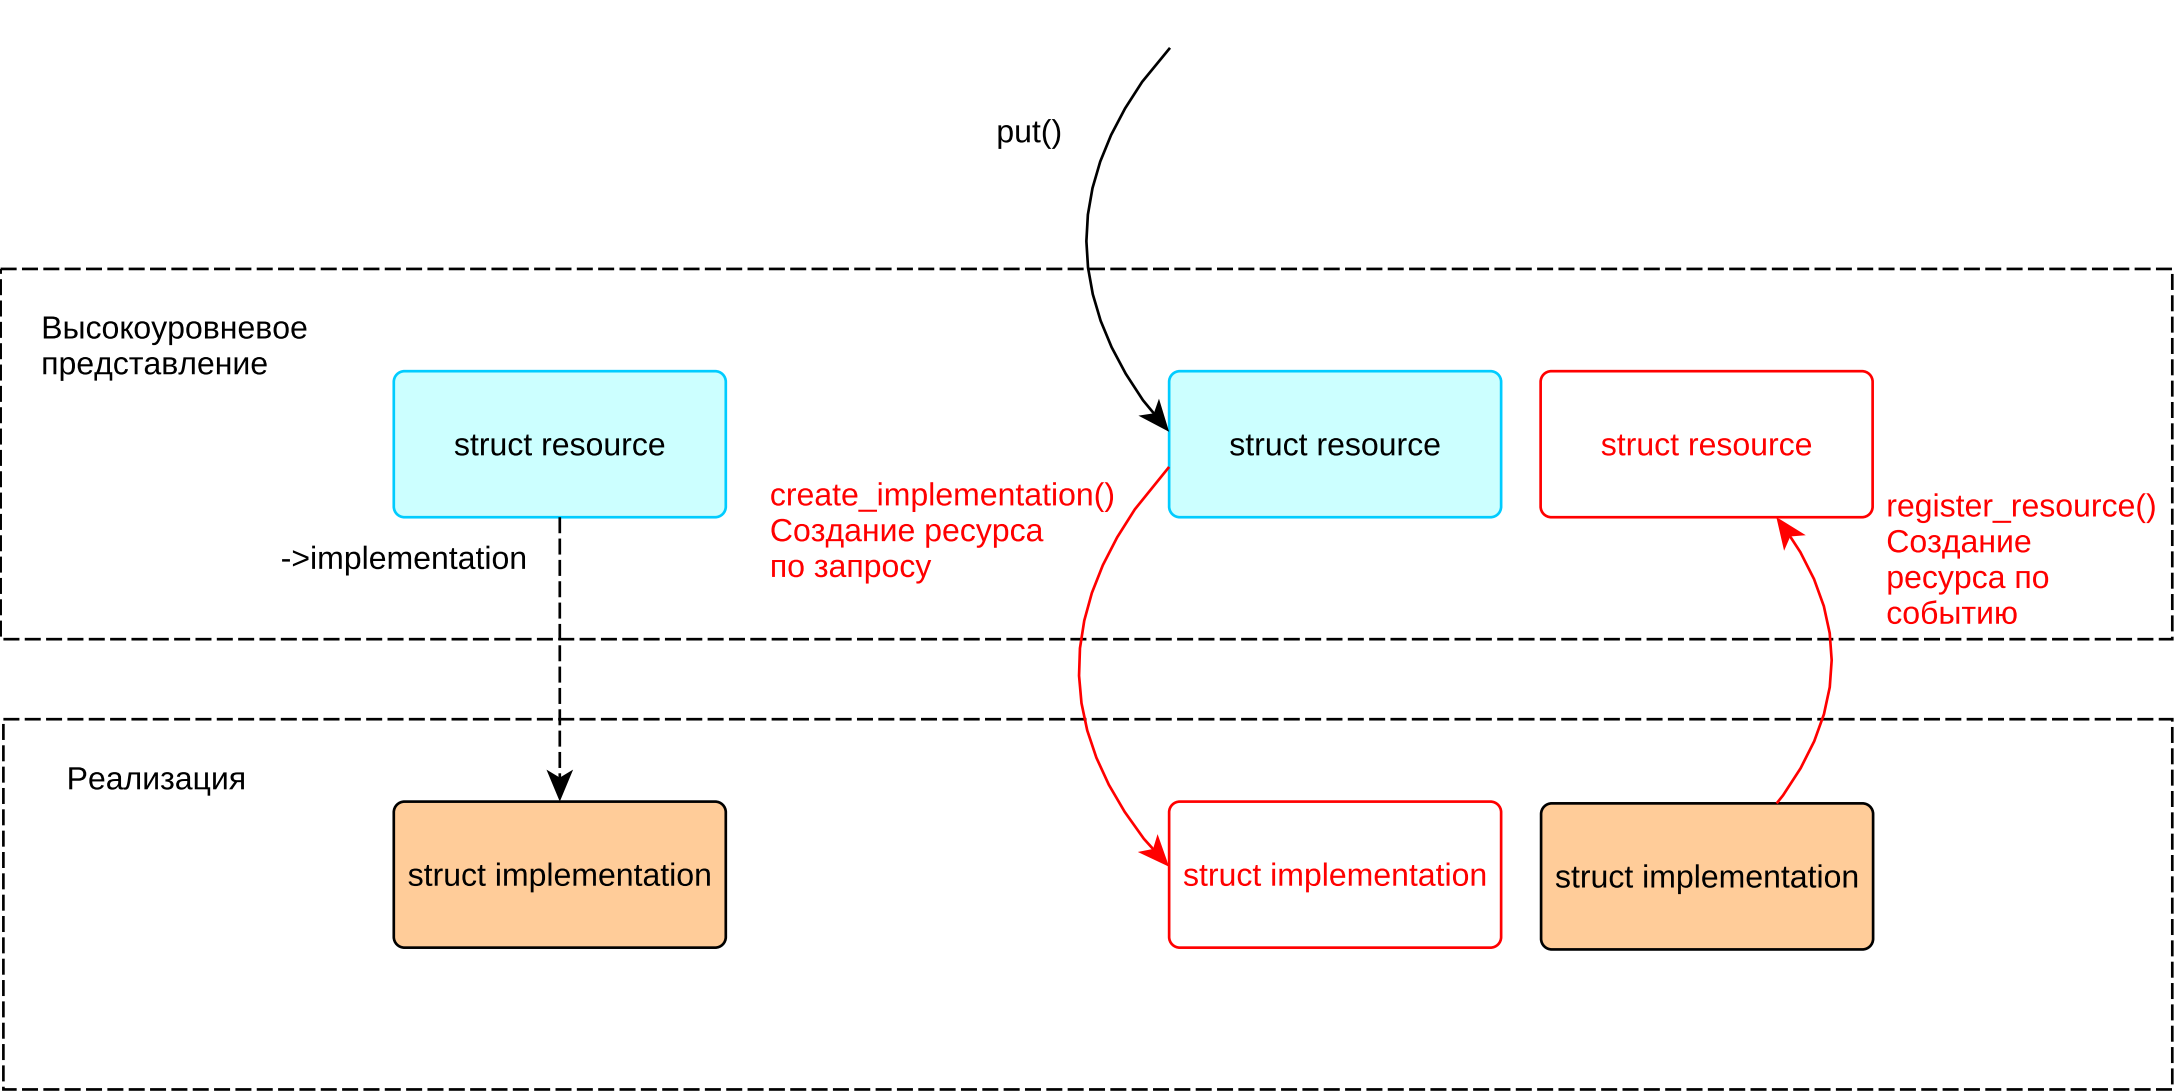 put()
Высокоуровневое
представление
struct resource
struct resource
struct resource
create_implementation()
Создание ресурса
по запросу
register_resource()
Создание
ресурса по
событию
->implementation
Реализация
struct implementation
struct implementation
struct implementation